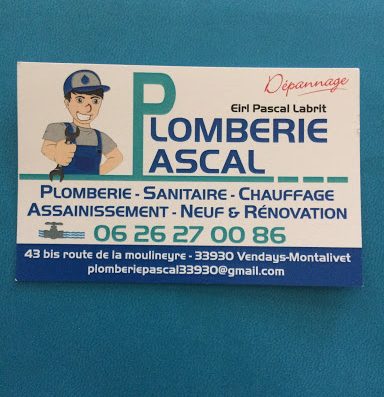 Dépannage
Eirl Pascal Labrit
PLOMBERIE
PASCAL
PLOMBERIE - SANITAIRE - CHAUFFAGE
ASSAINISSEMENT - NEUF & RÉNOVATION
06 26 27 00 86
43 bis route de la moulineyre - 33930 Vendays-Montalivet
plomberiepascal33930@gmail.com